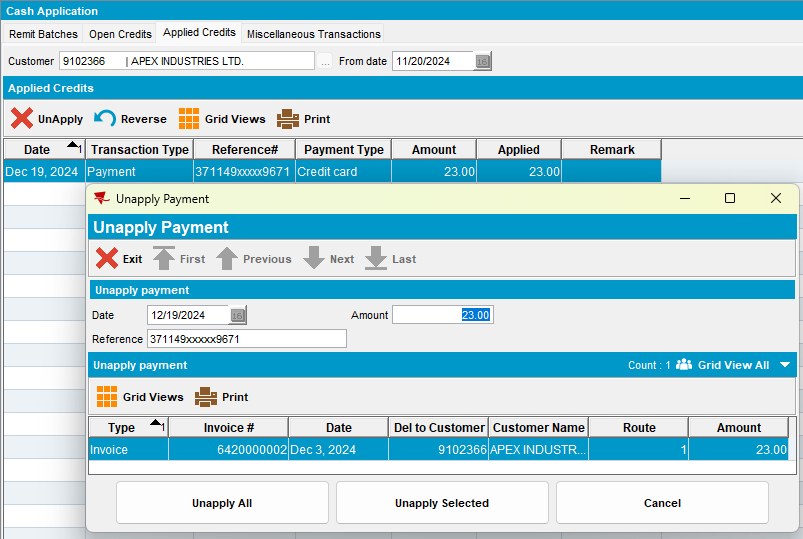 Cash Application
Remit Batches Open Credits Applied Credits Miscellaneous Transactions
Customer 9102366 | APEX INDUSTRIES LTD. ... From date 11/20/2024 16
Applied Credits
UnApply Reverse Grid Views Print
Date 1 Transaction Type Reference# Payment Type Amount Applied Remark
Dec 19, 2024 Payment 371149xxxxx9671 Credit card 23.00 23.00
Unapply Payment
Unapply Payment
Exit First Previous Next Last
Unapply payment
Date 12/19/2024 16 Amount 23.00
Reference 371149xxxxx9671
Unapply payment Count : 1 Grid View All
Grid Views Print
Type 1 Invoice # Date Del to Customer Customer Name Route Amount
Invoice 6420000002 Dec 3, 2024 9102366 APEX INDUSTR... 1 23.00
Unapply All Unapply Selected Cancel